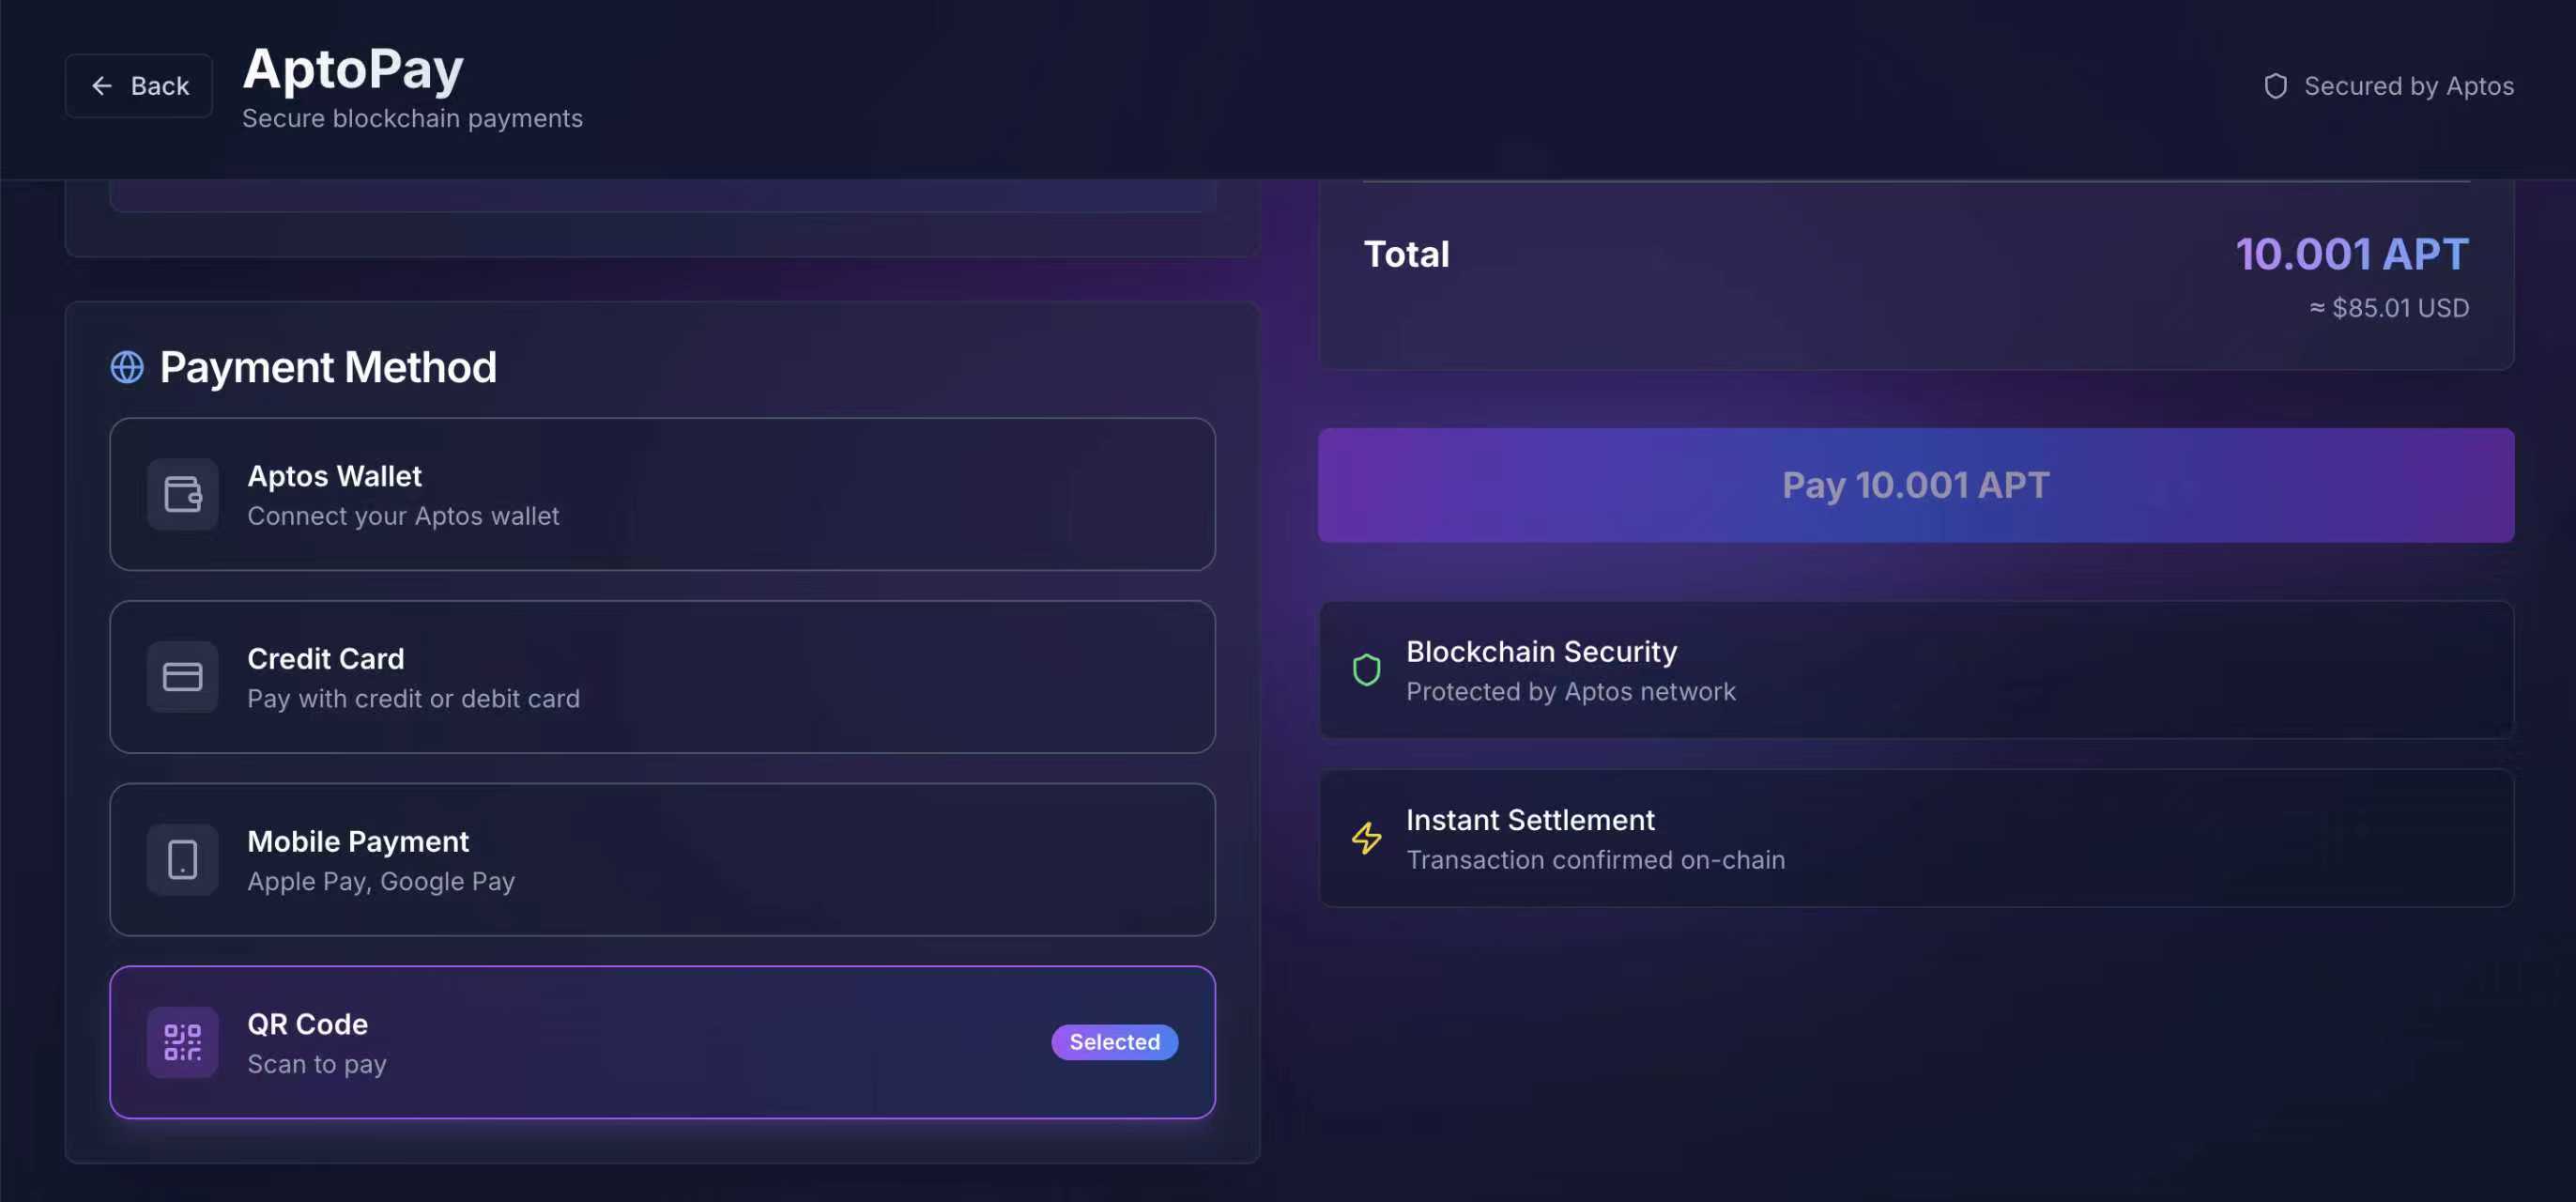 Back
AptoPay
Secure blockchain payments
Secured by Aptos
Payment Method
Aptos Wallet
Connect your Aptos wallet
Credit Card
Pay with credit or debit card
Mobile Payment
Apple Pay, Google Pay
QR Code
Scan to pay
Selected
Total
10.001 APT
≈ $85.01 USD
Pay 10.001 APT
Blockchain Security
Protected by Aptos network
Instant Settlement
Transaction confirmed on-chain